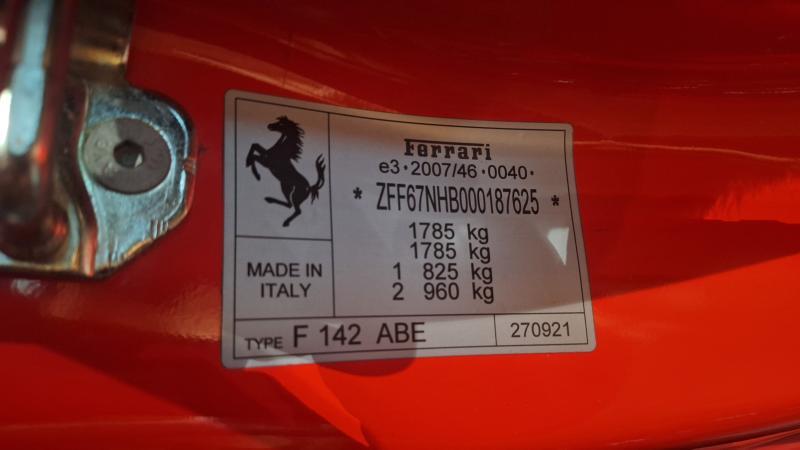 Ferrari
e3·2007/46·0040·
* ZFF67NHB000187625 *
1785 kg
1785 kg
1 825 kg
2 960 kg
MADE IN
ITALY
TYPE F 142 ABE
270921